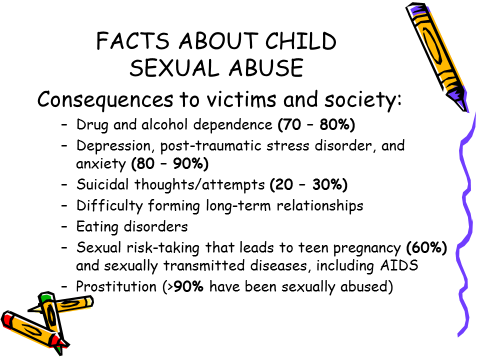 FACTS ABOUT CHILD
SEXUAL ABUSE
Consequences to victims and society:
– Drug and alcohol dependence (70 – 80%)
– Depression, post-traumatic stress disorder, and
anxiety (80 – 90%)
– Suicidal thoughts/attempts (20 – 30%)
– Difficulty forming long-term relationships
– Eating disorders
– Sexual risk-taking that leads to teen pregnancy (60%)
and sexually transmitted diseases, including AIDS
– Prostitution (>90% have been sexually abused)